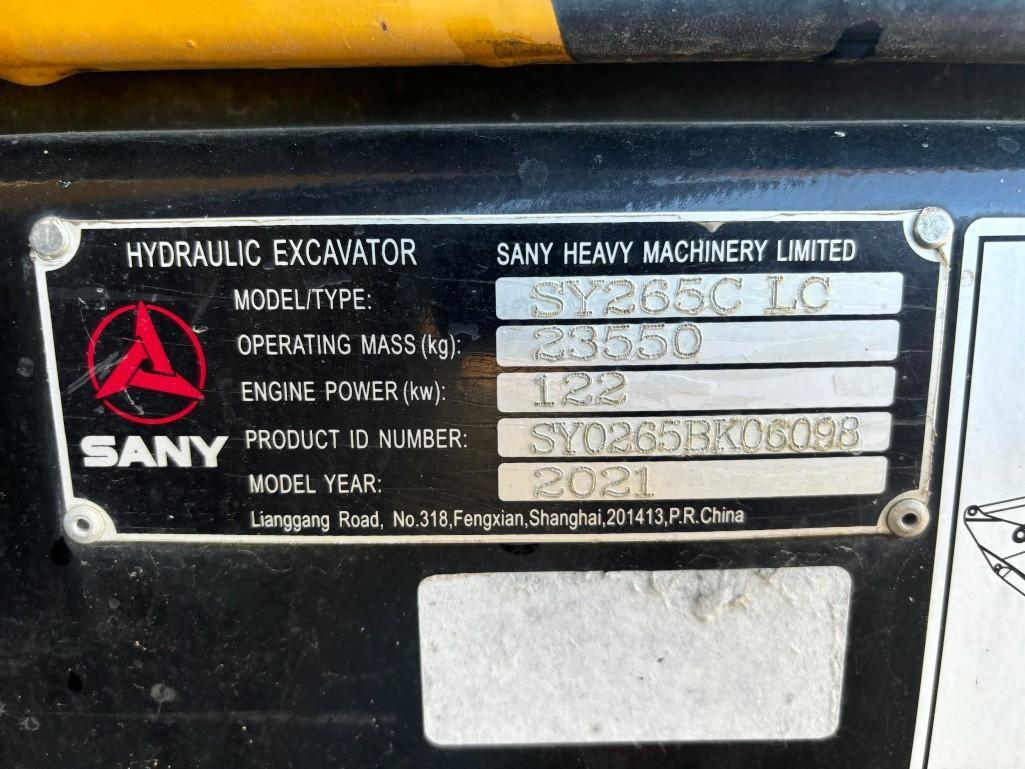 HYDRAULIC EXCAVATOR SANY HEAVY MACHINERY LIMITED
MODEL/TYPE: SY265C LC
OPERATING MASS (kg): 23550
ENGINE POWER (kw): 122
SANY
PRODUCT ID NUMBER: SY0265BK06098
MODEL YEAR: 2021
Lianggang Road, No.318,Fengxian,Shanghai,201413,P.R.China